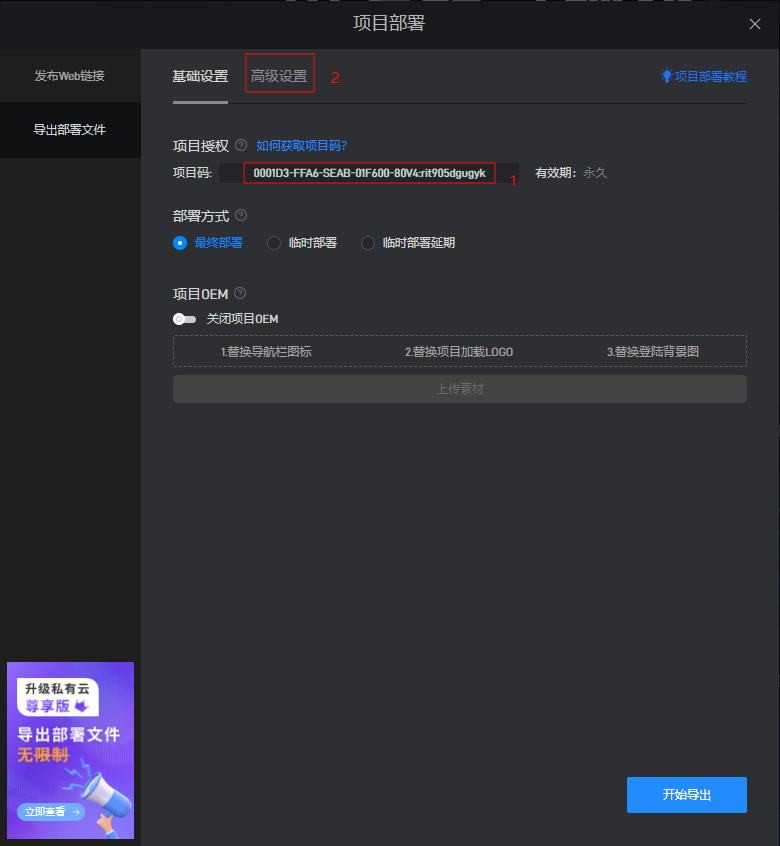 项目部署
发布Web链接
导出部署文件
基础设置 高级设置 2 项目部署教程
项目授权 ? 如何获取项目码?
项目码: 0001D3-FFA6-SEAB-01F600-80V4:rit905dgugyk 1 有效期: 永久
部署方式 ?
最终部署 临时部署 临时部署延期
项目OEM ?
关闭项目OEM
1.替换导航栏图标 2.替换项目加载LOGO 3.替换登陆背景图
上传素材
升级私有云
尊享版
导出部署文件
无限制
立即查看 →
开始导出